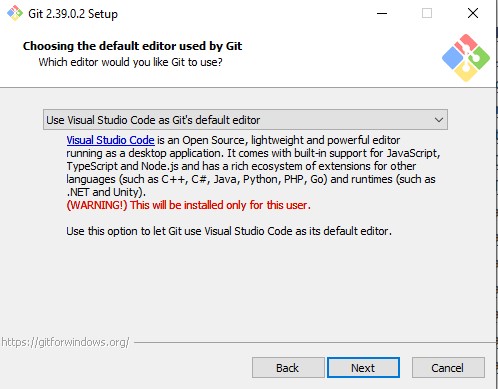 Git 2.39.0.2 Setup
Choosing the default editor used by Git
Which editor would you like Git to use?
Use Visual Studio Code as Git's default editor
Visual Studio Code is an Open Source, lightweight and powerful editor
running as a desktop application. It comes with built-in support for JavaScript,
TypeScript and Node.js and has a rich ecosystem of extensions for other
languages (such as C++, C#, Java, Python, PHP, Go) and runtimes (such as
.NET and Unity).
(WARNING!) This will be installed only for this user.
Use this option to let Git use Visual Studio Code as its default editor.
https://gitforwindows.org/
Back
Next
Cancel